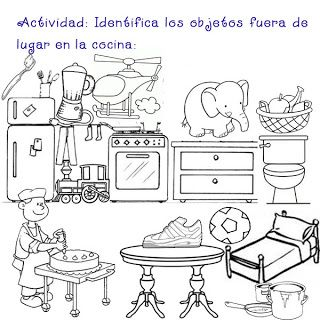 Actividad: Identifica los objetos fuera de
lugar en la cocina: